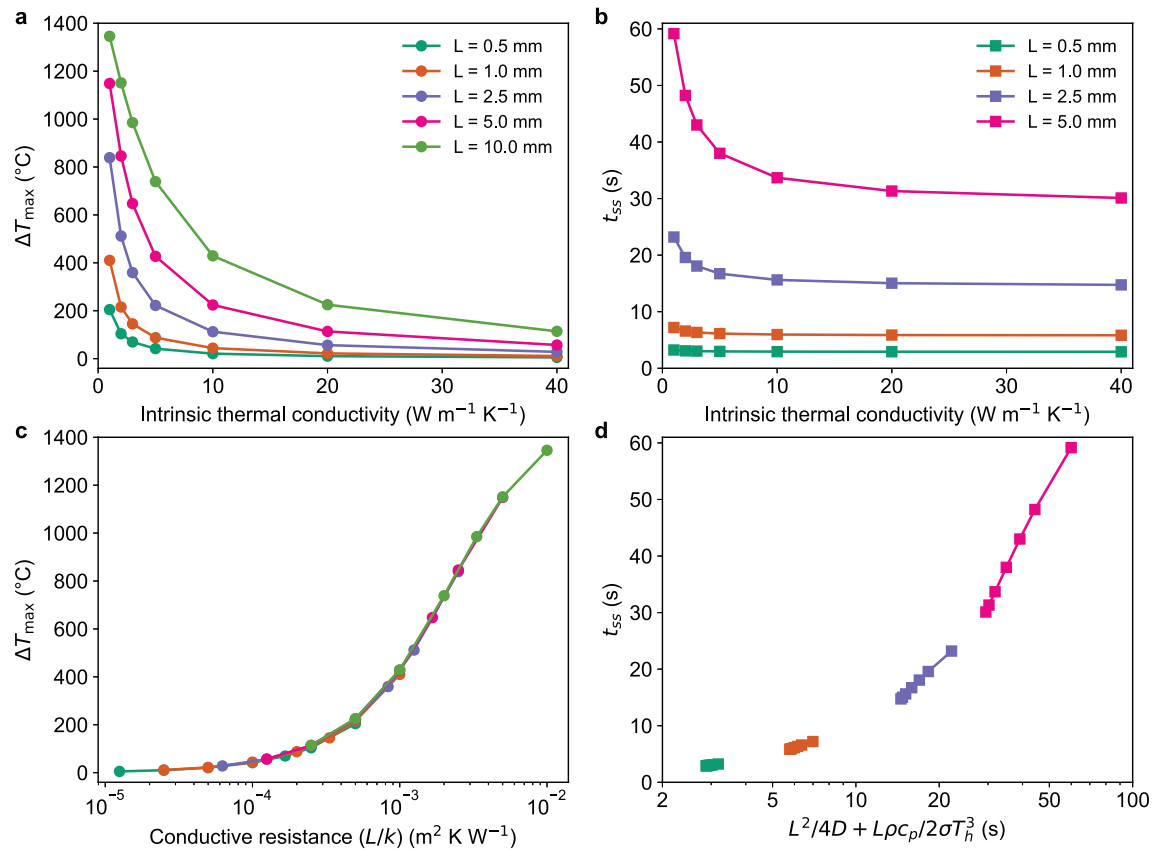 a
1400
1200
1000
800
600
400
200
0
ΔT_max (°C)
L = 0.5 mm
L = 1.0 mm
L = 2.5 mm
L = 5.0 mm
L = 10.0 mm
0 10 20 30 40
Intrinsic thermal conductivity (W m⁻¹ K⁻¹)
b
60
50
40
30
20
10
0
t_ss (s)
L = 0.5 mm
L = 1.0 mm
L = 2.5 mm
L = 5.0 mm
0 10 20 30 40
Intrinsic thermal conductivity (W m⁻¹ K⁻¹)
c
1400
1200
1000
800
600
400
200
0
ΔT_max (°C)
10⁻⁵ 10⁻⁴ 10⁻³ 10⁻²
Conductive resistance (L/k) (m² K W⁻¹)
d
60
50
40
30
20
10
0
t_ss (s)
2 5 10 20 50 100
L²/4D + Lρc_p/2σT_h³ (s)